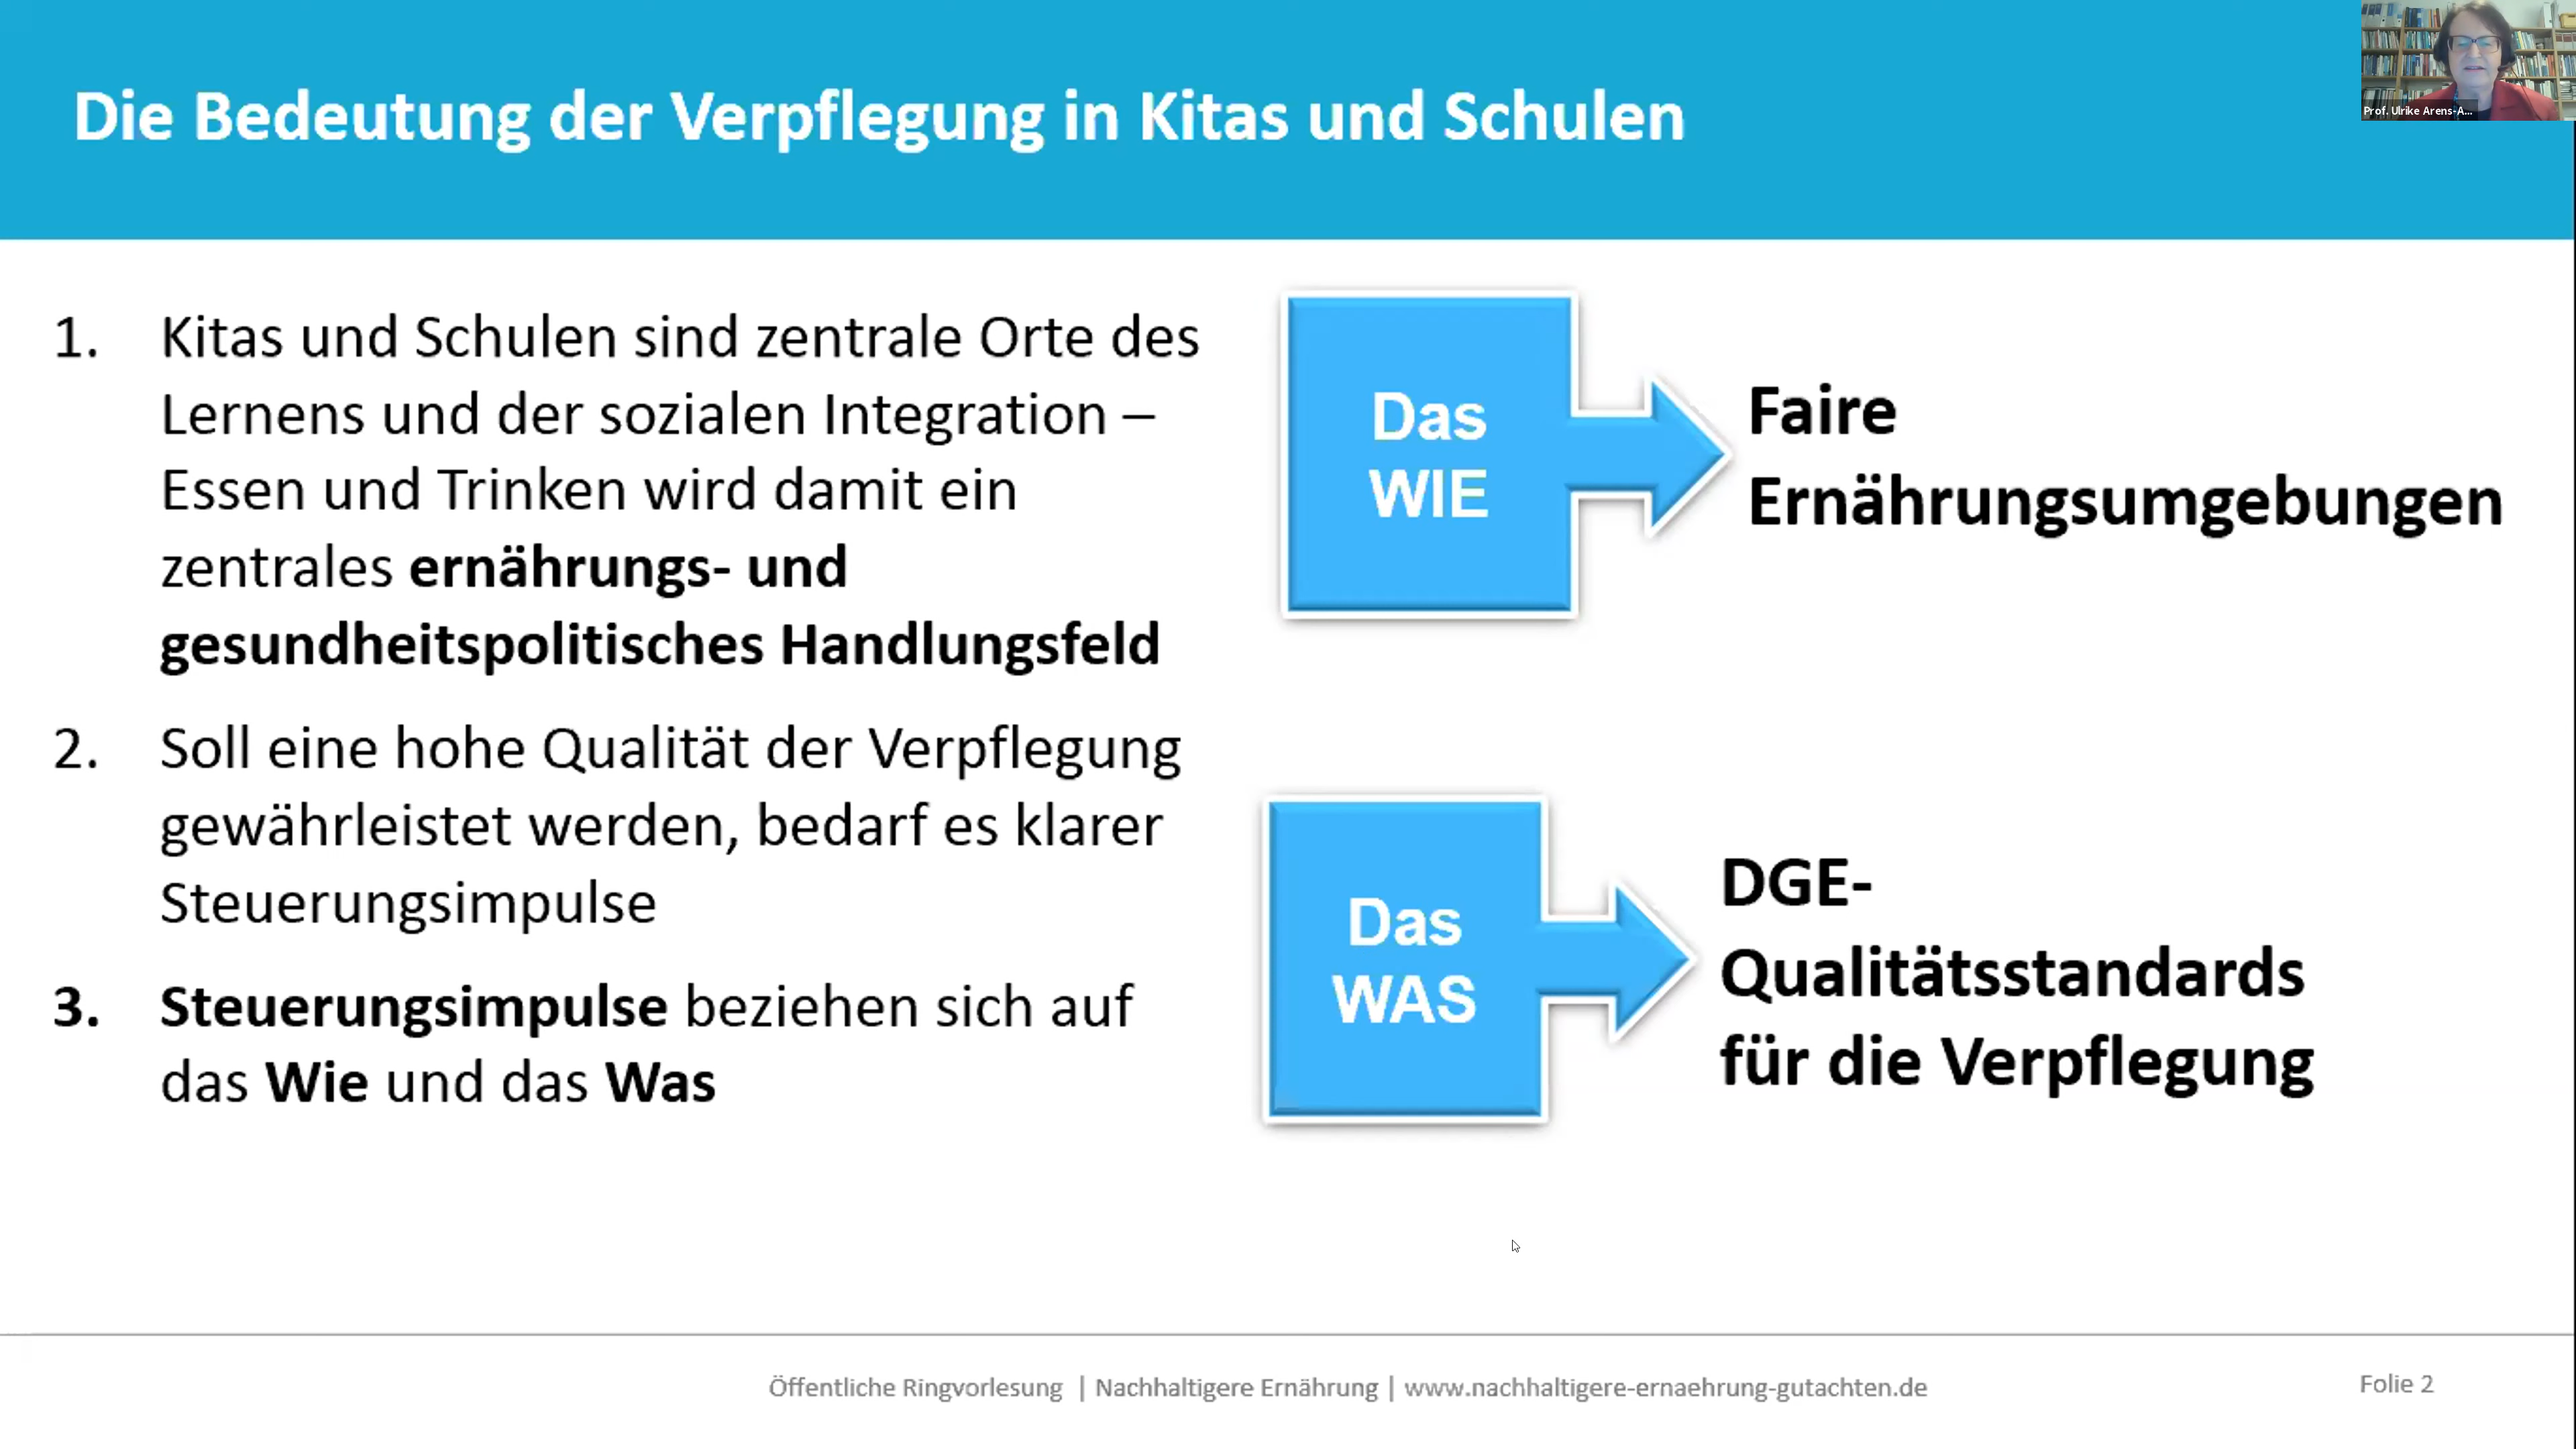 Die Bedeutung der Verpflegung in Kitas und Schulen
Prof. Ulrike Arens-A...
1. Kitas und Schulen sind zentrale Orte des
Lernens und der sozialen Integration –
Essen und Trinken wird damit ein
zentrales ernährungs- und
gesundheitspolitisches Handlungsfeld
2. Soll eine hohe Qualität der Verpflegung
gewährleistet werden, bedarf es klarer
Steuerungsimpulse
3. Steuerungsimpulse beziehen sich auf
das Wie und das Was
Das
WIE
Faire
Ernährungsumgebungen
Das
WAS
DGE-
Qualitätsstandards
für die Verpflegung
Öffentliche Ringvorlesung | Nachhaltigere Ernährung | www.nachhaltigere-ernaehrung-gutachten.de
Folie 2